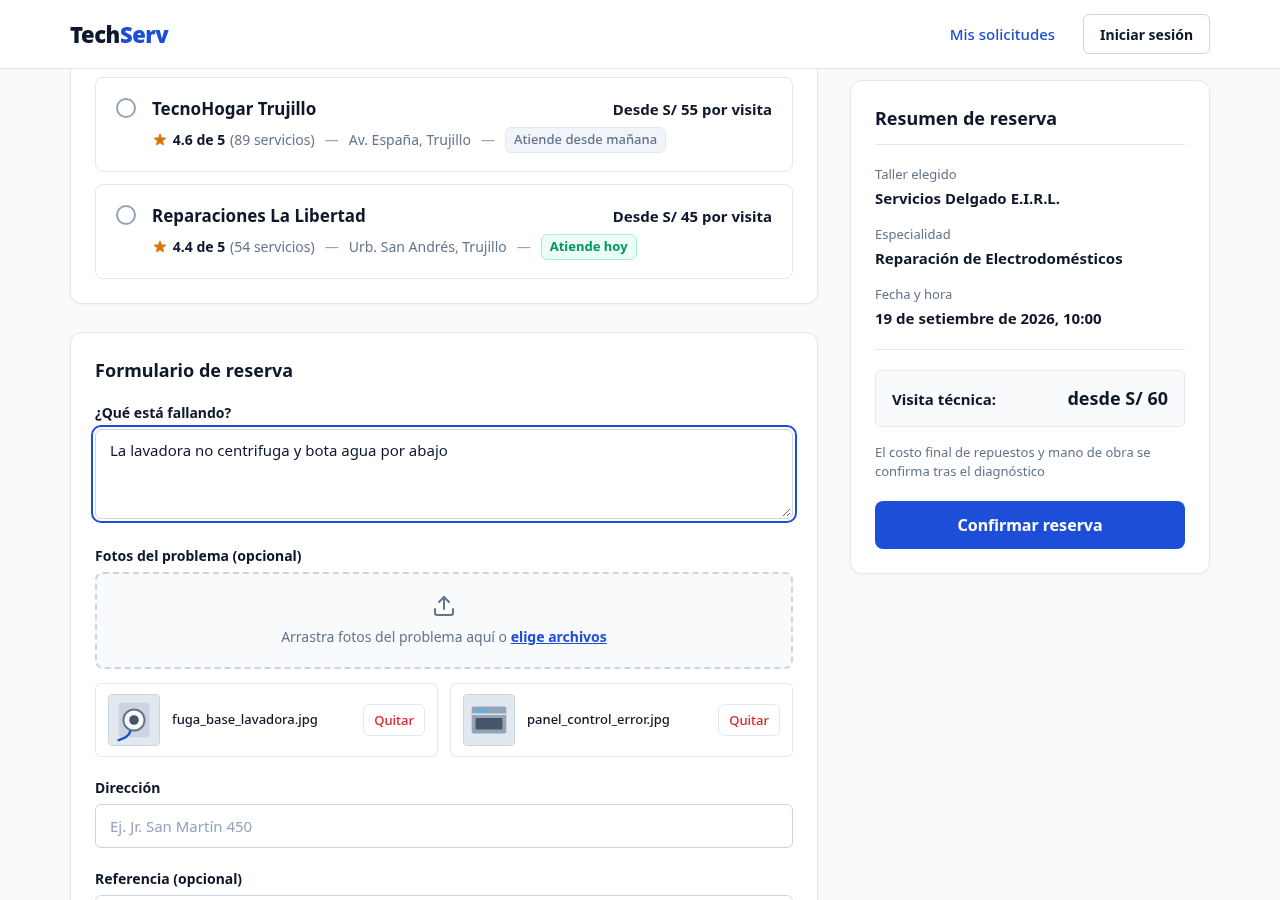 TechServ
Mis solicitudes
Iniciar sesión
TecnoHogar Trujillo
Desde S/ 55 por visita
4.6 de 5 (89 servicios) — Av. España, Trujillo — Atiende desde mañana
Reparaciones La Libertad
Desde S/ 45 por visita
4.4 de 5 (54 servicios) — Urb. San Andrés, Trujillo — Atiende hoy
Formulario de reserva
¿Qué está fallando?
La lavadora no centrifuga y bota agua por abajo
Fotos del problema (opcional)
Arrastra fotos del problema aquí o elige archivos
fuga_base_lavadora.jpg
Quitar
panel_control_error.jpg
Quitar
Dirección
Ej. Jr. San Martín 450
Referencia (opcional)
Resumen de reserva
Taller elegido
Servicios Delgado E.I.R.L.
Especialidad
Reparación de Electrodomésticos
Fecha y hora
19 de setiembre de 2026, 10:00
Visita técnica:
desde S/ 60
El costo final de repuestos y mano de obra se
confirma tras el diagnóstico
Confirmar reserva